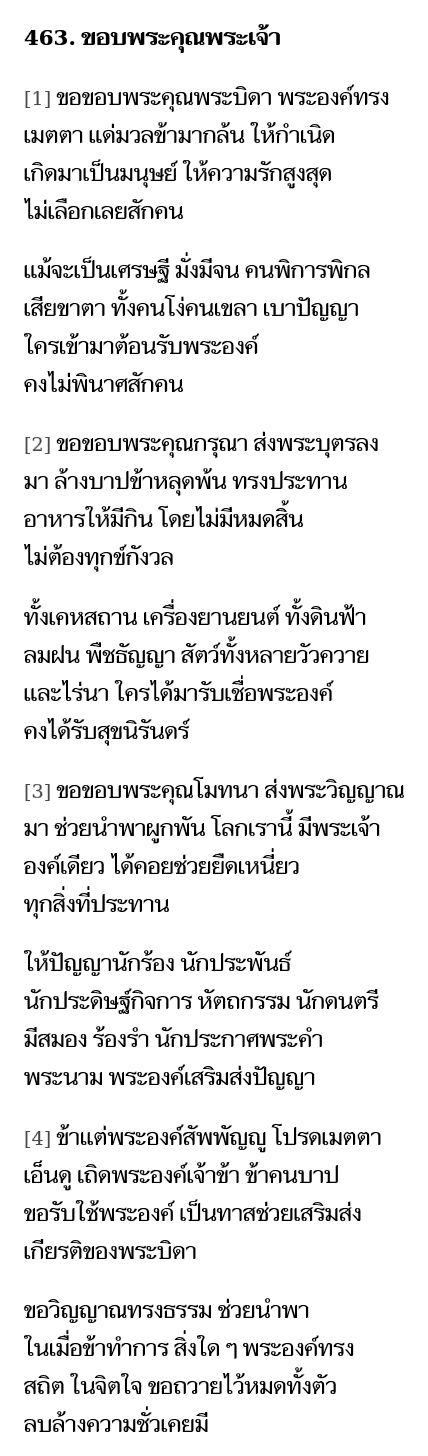 463. ขอบพระคุณพระเจ้า
[1] ขอขอบพระคุณพระบิดา พระองค์ทรง
เมตตา แด่มวลข้ามากล้น ให้กำเนิด
เกิดมาเป็นมนุษย์ ให้ความรักสูงสุด
ไม่เลือกเลยสักคน
แม้จะเป็นเศรษฐี มั่งมีจน คนพิการพิกล
เสียขาตา ทั้งคนโง่คนเขลา เบาปัญญา
ใครเข้ามาต้อนรับพระองค์
คงไม่พินาศสักคน
[2] ขอขอบพระคุณกรุณา ส่งพระบุตรลง
มา ล้างบาปข้าหลุดพ้น ทรงประทาน
อาหารให้มีกิน โดยไม่มีหมดสิ้น
ไม่ต้องทุกข์กังวล
ทั้งเคหสถาน เครื่องยานยนต์ ทั้งดินฟ้า
ลมฝน พืชธัญญา สัตว์ทั้งหลายวัวควาย
และไร่นา ใครได้มารับเชื่อพระองค์
คงได้รับสุขนิรันดร์
[3] ขอขอบพระคุณโมทนา ส่งพระวิญญาณ
มา ช่วยนำพาผูกพัน โลกเรานี้ มีพระเจ้า
องค์เดียว ได้คอยช่วยยึดเหนี่ยว
ทุกสิ่งที่ประทาน
ให้ปัญญานักร้อง นักประพันธ์
นักประดิษฐ์กิจการ หัตถกรรม นักดนตรี
มีสมอง ร้องรำ นักประกาศพระคำ
พระนาม พระองค์เสริมส่งปัญญา
[4] ข้าแต่พระองค์สัพพัญญู โปรดเมตตา
เอ็นดู เถิดพระองค์เจ้าข้า ข้าคนบาป
ขอรับใช้พระองค์ เป็นทาสช่วยเสริมส่ง
เกียรติของพระบิดา
ขอวิญญาณทรงธรรม ช่วยนำพา
ในเมื่อข้าทำการ สิ่งใด ๆ พระองค์ทรง
สถิต ในจิตใจ ขอถวายไว้หมดทั้งตัว
ลบล้างความชั่วเคยมี